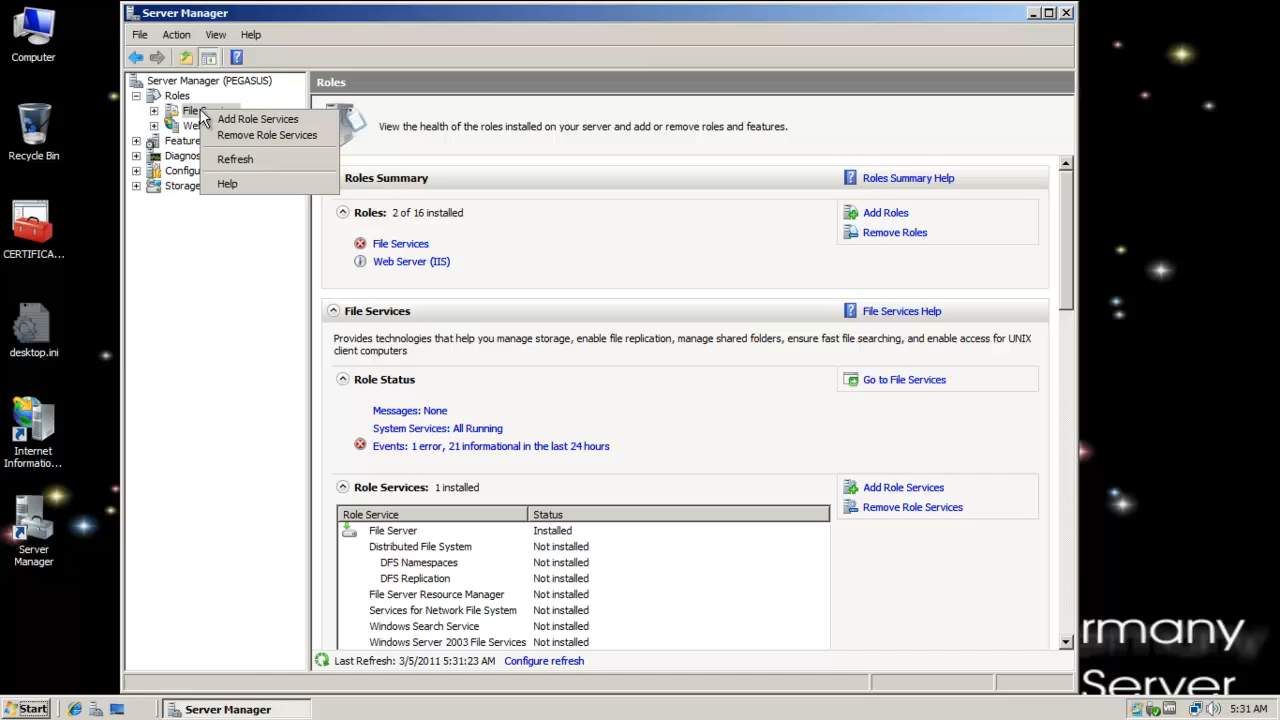 Computer
Recycle Bin
CERTIFICA...
desktop.ini
Internet
Informatio...
Server
Manager
Server Manager
File Action View Help
Server Manager (PEGASUS)
Roles
File
Web
Feature
Diagnos
Configu
Storage
Add Role Services
Remove Role Services
Refresh
Help
Roles
View the health of the roles installed on your server and add or remove roles and features.
Roles Summary
Roles Summary Help
Roles: 2 of 16 installed
Add Roles
Remove Roles
File Services
Web Server (IIS)
File Services
File Services Help
Provides technologies that help you manage storage, enable file replication, manage shared folders, ensure fast file searching, and enable access for UNIX
client computers
Role Status
Go to File Services
Messages: None
System Services: All Running
Events: 1 error, 21 informational in the last 24 hours
Role Services: 1 installed
Add Role Services
Remove Role Services
Role Service Status
File Server Installed
Distributed File System Not installed
DFS Namespaces Not installed
DFS Replication Not installed
File Server Resource Manager Not installed
Services for Network File System Not installed
Windows Search Service Not installed
Windows Server 2003 File Services Not installed
Last Refresh: 3/5/2011 5:31:23 AM Configure refresh
rmany
Server
Start
Server Manager
5:31 AM